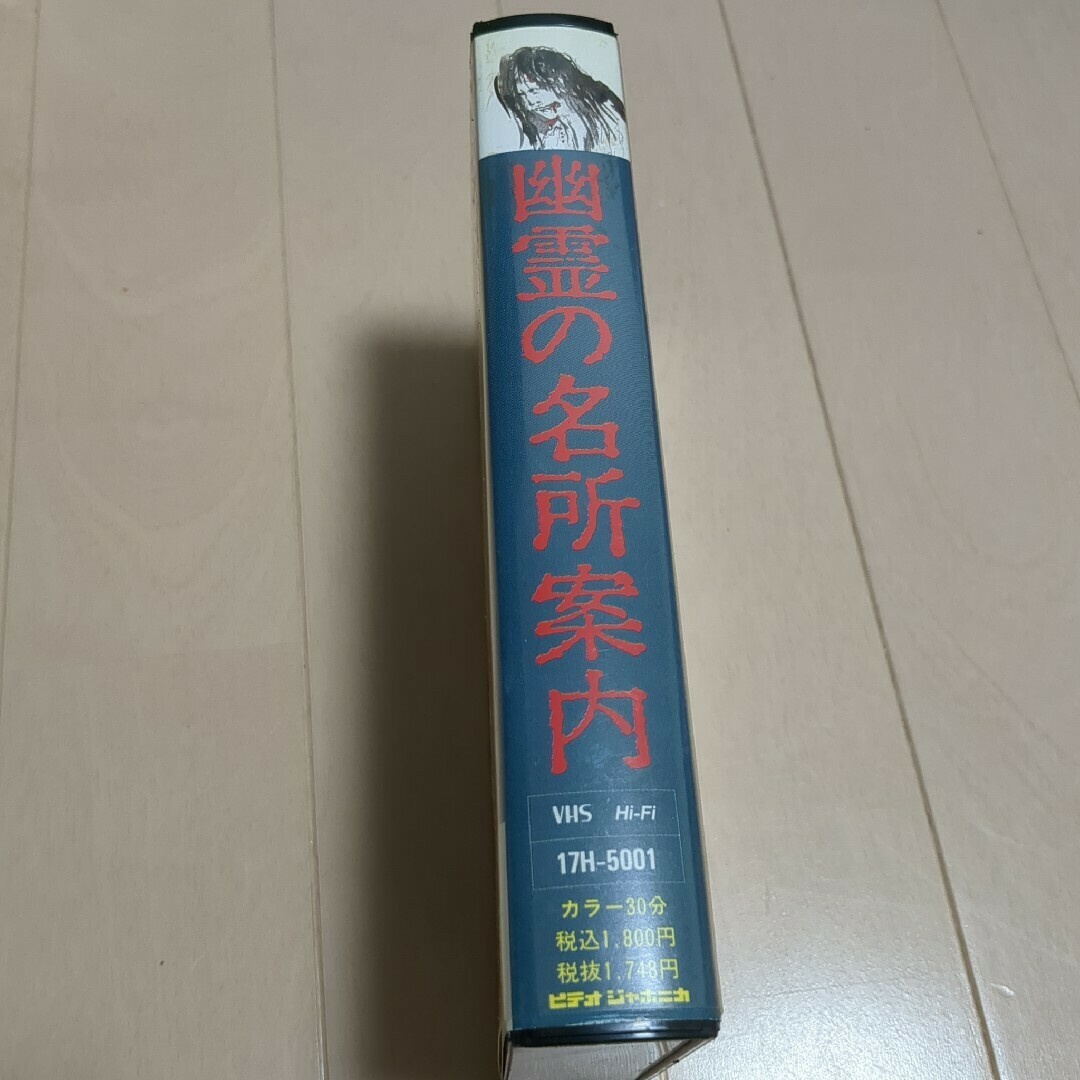 幽霊の名所案内
VHS Hi-Fi
17H-5001
カラー30分
税込1,800円
税抜1,748円
ビデオ ジャポニカ